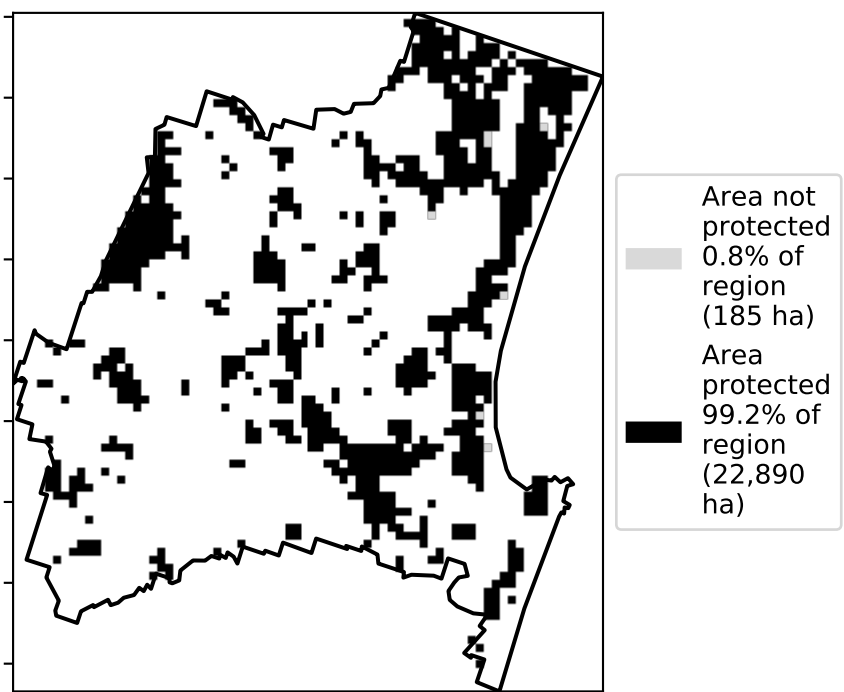 Area not
protected
0.8% of
region
(185 ha)
Area
protected
99.2% of
region
(22,890
ha)